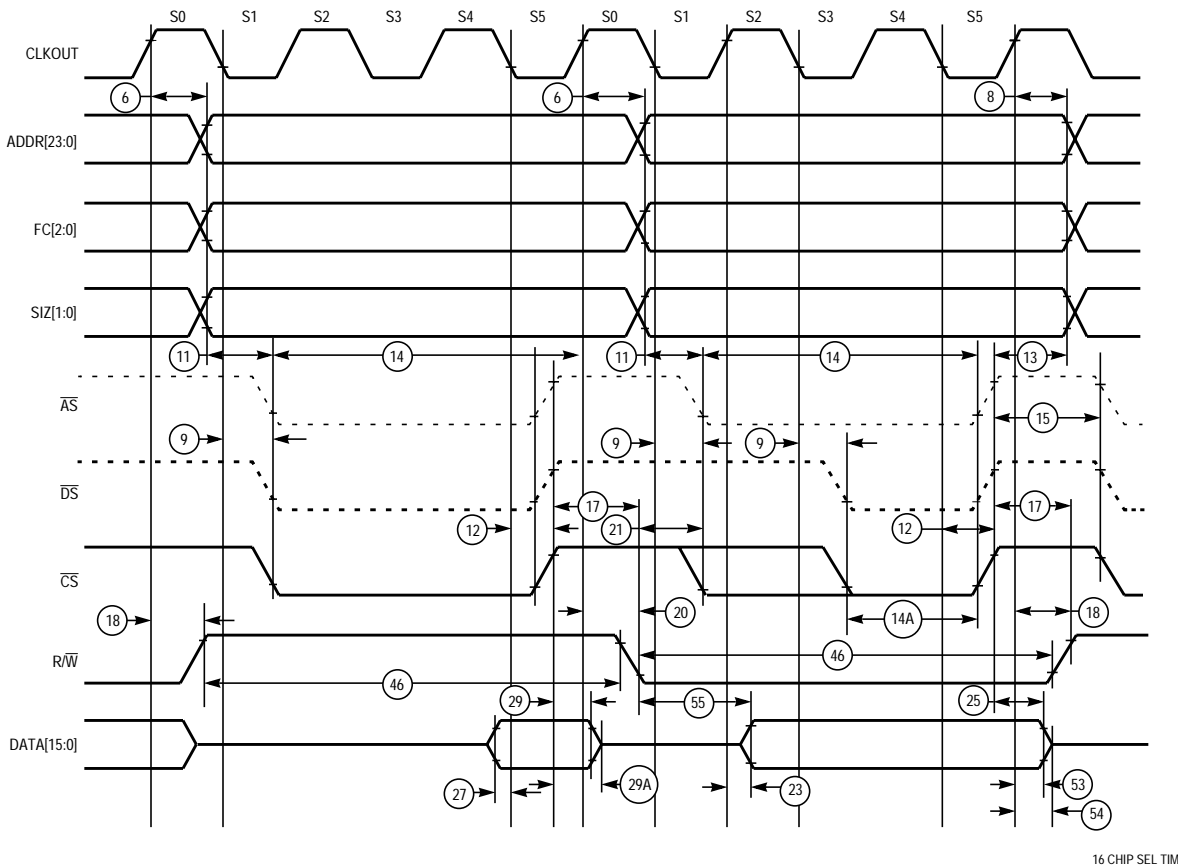 S0 S1 S2 S3 S4 S5 S0 S1 S2 S3 S4 S5
CLKOUT
6 6 8
ADDR[23:0]
FC[2:0]
SIZ[1:0]
11 14 11 14 13
AS
15
9 9 9
DS
17 17
12 21 12
CS
18 20 14A 18
R/W
46
46
29 55 25
DATA[15:0]
27 29A 23 53
54
16 CHIP SEL TIM